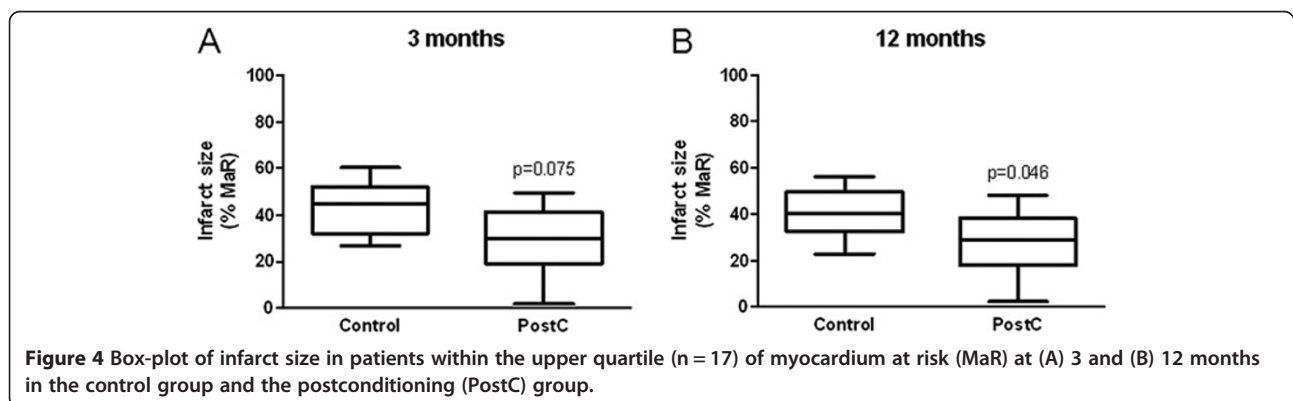 A
3 months
Infarct size
(% MaR)
100
80
60
40
20
0
p=0.075
Control
PostC
B
12 months
Infarct size
(% MaR)
100
80
60
40
20
0
p=0.046
Control
PostC
Figure 4 Box-plot of infarct size in patients within the upper quartile (n = 17) of myocardium at risk (MaR) at (A) 3 and (B) 12 months
in the control group and the postconditioning (PostC) group.